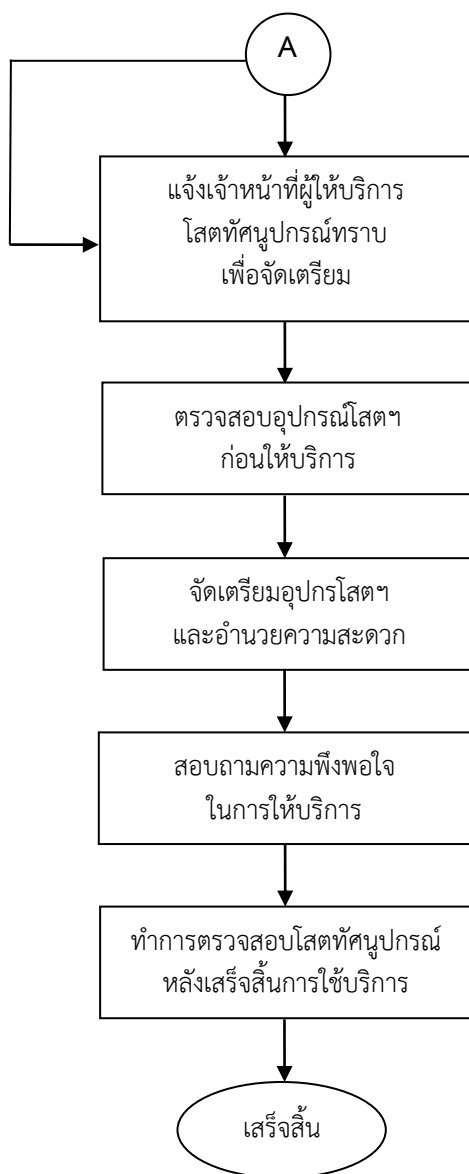 A
แจ้งเจ้าหน้าที่ผู้ให้บริการ
โสตทัศนูปกรณ์ทราบ
เพื่อจัดเตรียม
ตรวจสอบอุปกรณ์โสตฯ
ก่อนให้บริการ
จัดเตรียมอุปกรโสตฯ
และอำนวยความสะดวก
สอบถามความพึงพอใจ
ในการให้บริการ
ทำการตรวจสอบโสตทัศนูปกรณ์
หลังเสร็จสิ้นการใช้บริการ
เสร็จสิ้น